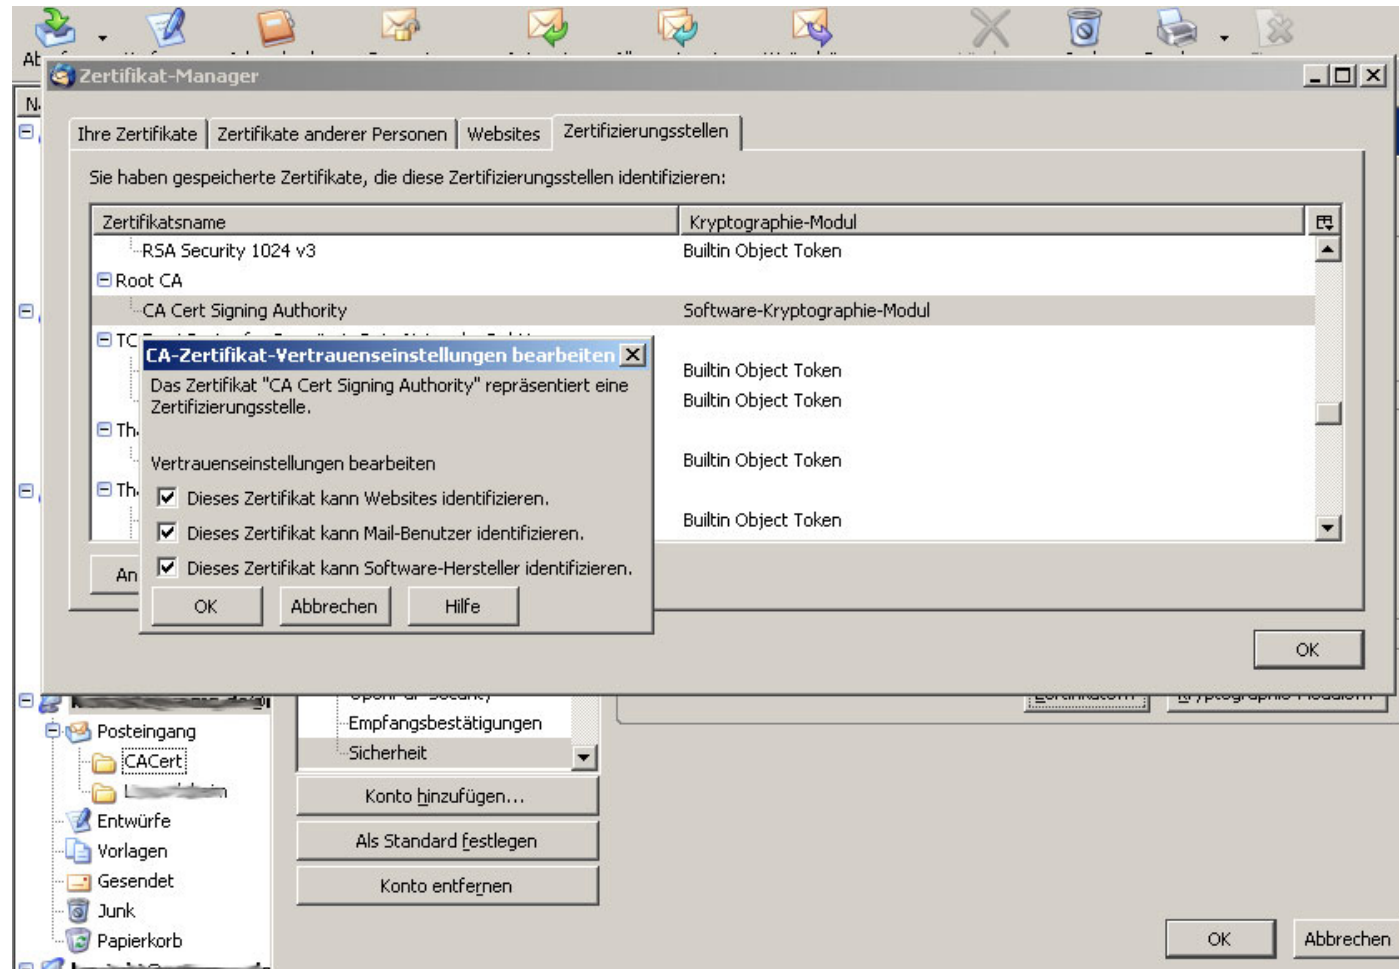 Zertifikat-Manager
Ihre Zertifikate
Zertifikate anderer Personen
Websites
Zertifizierungsstellen
Sie haben gespeicherte Zertifikate, die diese Zertifizierungsstellen identifizieren:
Zertifikatsname
Kryptographie-Modul
RSA Security 1024 v3
Builtin Object Token
Root CA
CA Cert Signing Authority
Software-Kryptographie-Modul
TC
Builtin Object Token
Builtin Object Token
Builtin Object Token
Builtin Object Token
CA-Zertifikat-Vertrauenseinstellungen bearbeiten
Das Zertifikat "CA Cert Signing Authority" repräsentiert eine
Zertifizierungsstelle.
Vertrauenseinstellungen bearbeiten
Dieses Zertifikat kann Websites identifizieren.
Dieses Zertifikat kann Mail-Benutzer identifizieren.
Dieses Zertifikat kann Software-Hersteller identifizieren.
OK
Abbrechen
Hilfe
OK
Posteingang
CACert
Entwürfe
Vorlagen
Gesendet
Junk
Papierkorb
Empfangsbestätigungen
Sicherheit
Konto hinzufügen...
Als Standard festlegen
Konto entfernen
OK
Abbrechen